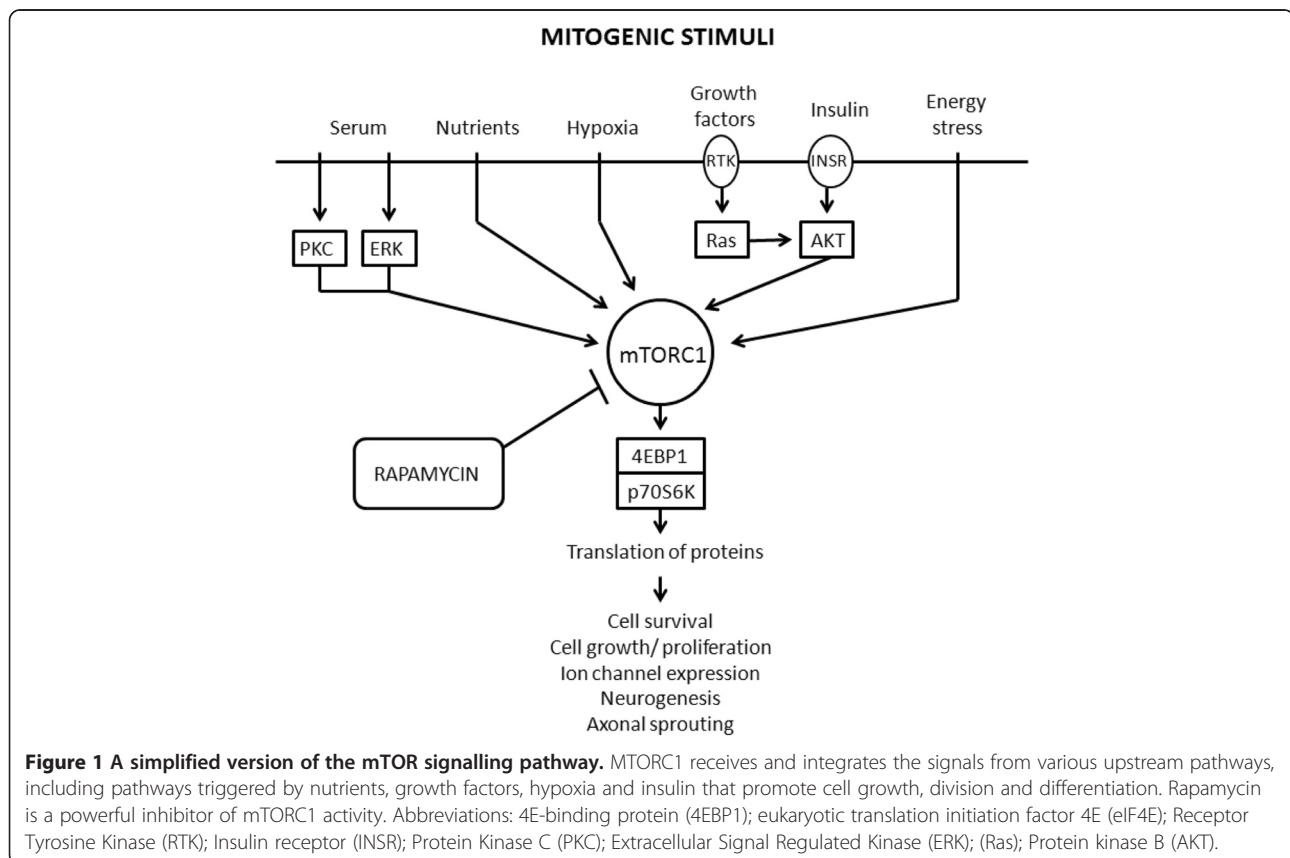 MITOGENIC STIMULI
Serum
Nutrients
Hypoxia
Growth
factors
Insulin
Energy
stress
RTK
INSR
PKC
ERK
Ras
AKT
mTORC1
RAPAMYCIN
4EBP1
p70S6K
Translation of proteins
Cell survival
Cell growth/ proliferation
Ion channel expression
Neurogenesis
Axonal sprouting
Figure 1 A simplified version of the mTOR signalling pathway. MTORC1 receives and integrates the signals from various upstream pathways,
including pathways triggered by nutrients, growth factors, hypoxia and insulin that promote cell growth, division and differentiation. Rapamycin
is a powerful inhibitor of mTORC1 activity. Abbreviations: 4E-binding protein (4EBP1); eukaryotic translation initiation factor 4E (eIF4E); Receptor
Tyrosine Kinase (RTK); Insulin receptor (INSR); Protein Kinase C (PKC); Extracellular Signal Regulated Kinase (ERK); (Ras); Protein kinase B (AKT).